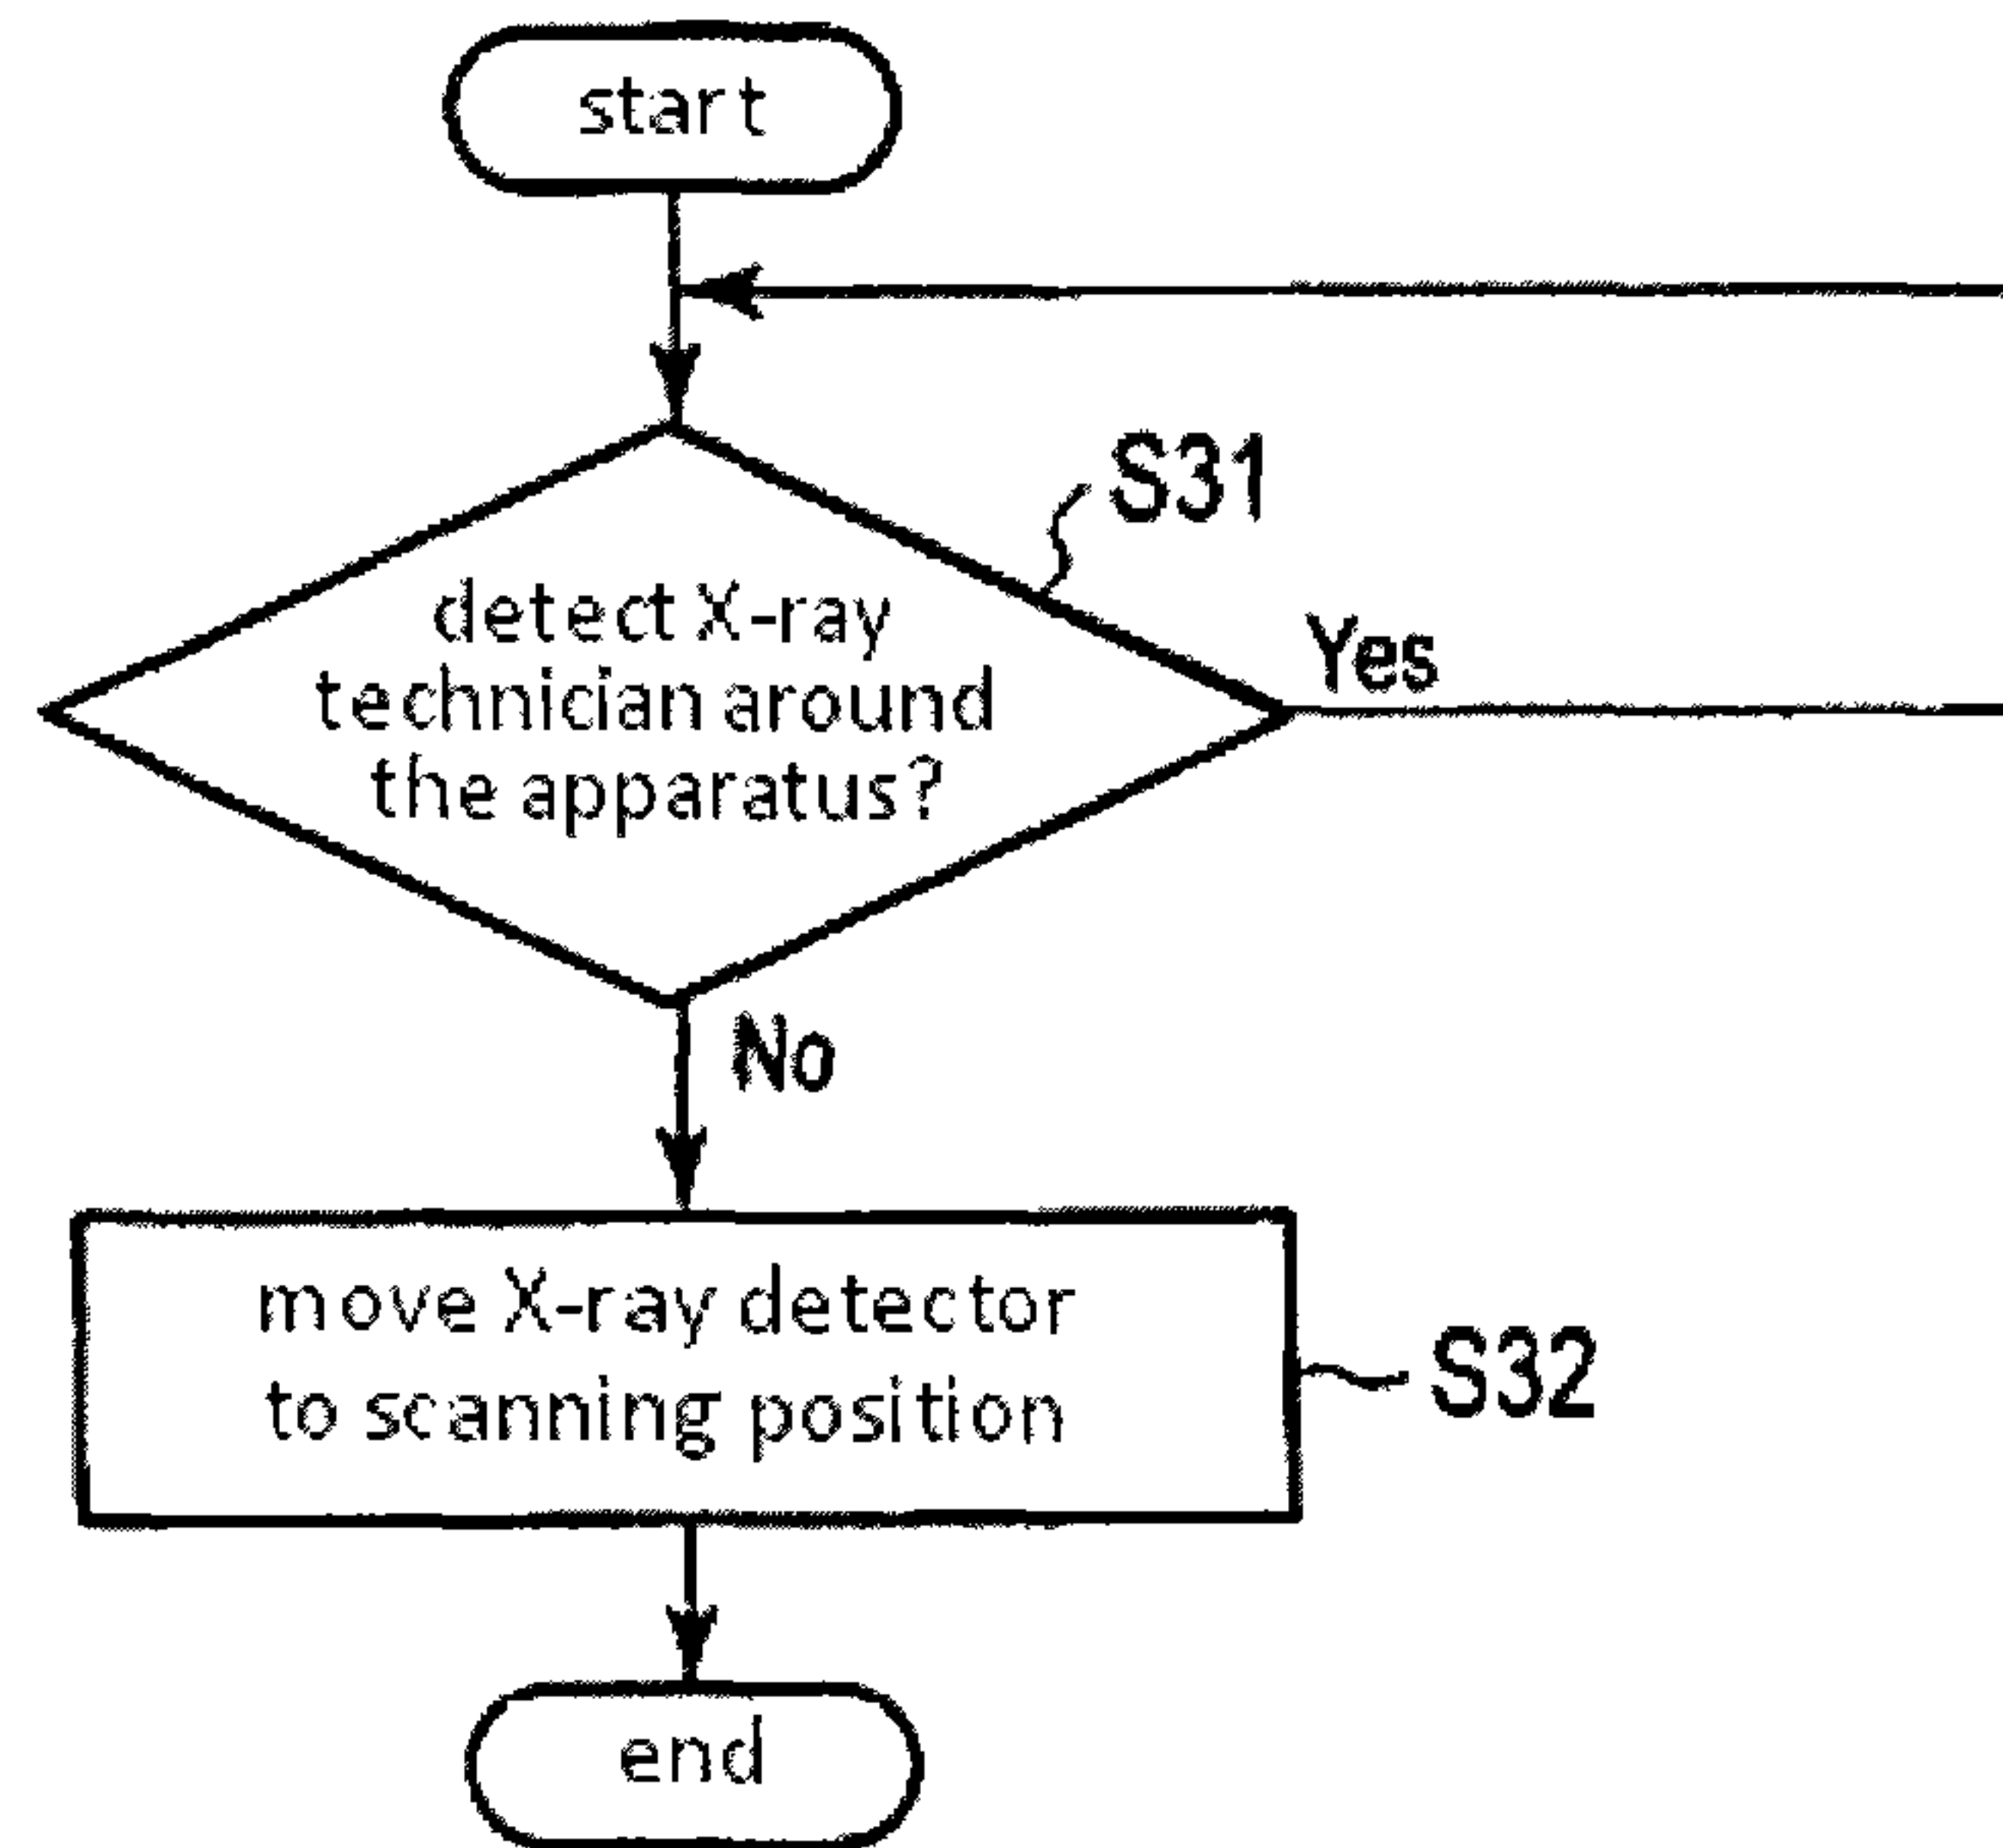 start
S31
detect X-ray
technician around
the apparatus?
Yes
No
move X-ray detector
to scanning position
S32
end